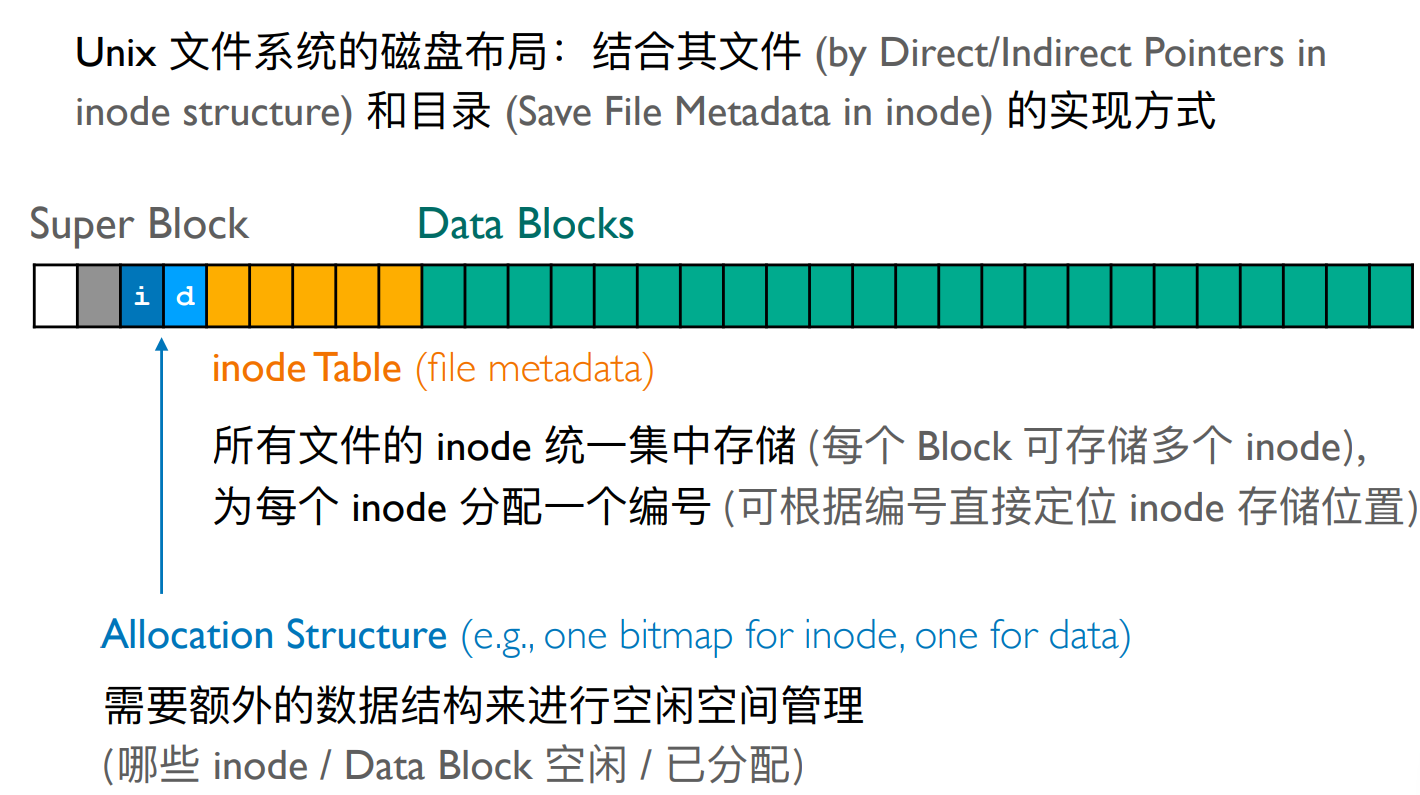 Unix 文件系统的磁盘布局：结合其文件 (by Direct/Indirect Pointers in
inode structure) 和目录 (Save File Metadata in inode) 的实现方式
Super Block
Data Blocks
i
d
inode Table (file metadata)
所有文件的 inode 统一集中存储 (每个 Block 可存储多个 inode),
为每个 inode 分配一个编号 (可根据编号直接定位 inode 存储位置)
Allocation Structure (e.g., one bitmap for inode, one for data)
需要额外的数据结构来进行空闲空间管理
(哪些 inode / Data Block 空闲 / 已分配)